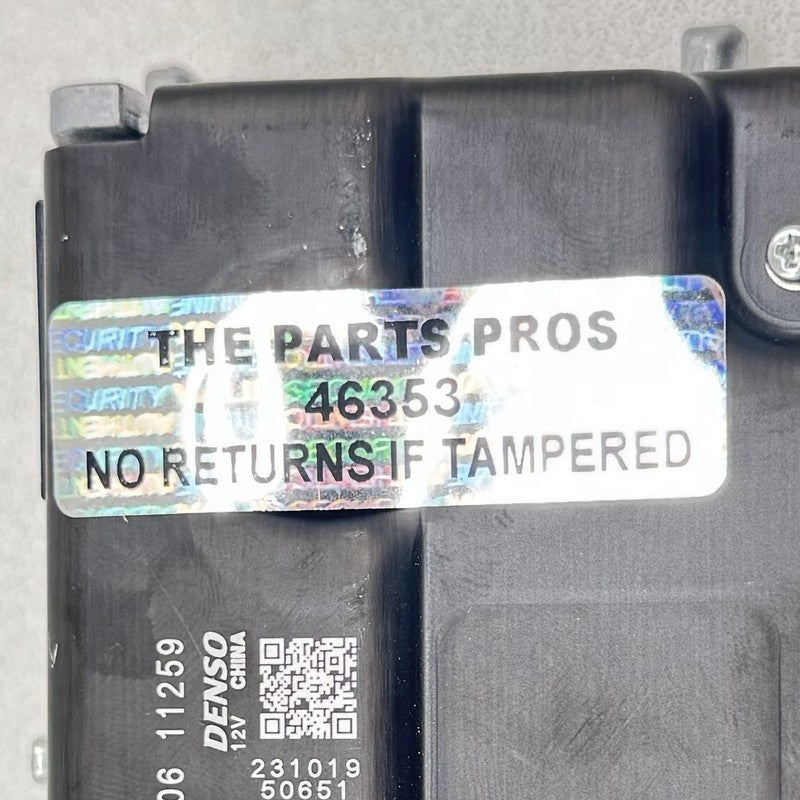 THE PARTS PROS
46353
NO RETURNS IF TAMPERED
06 11259
DENSO
12V CHINA
231019
50651